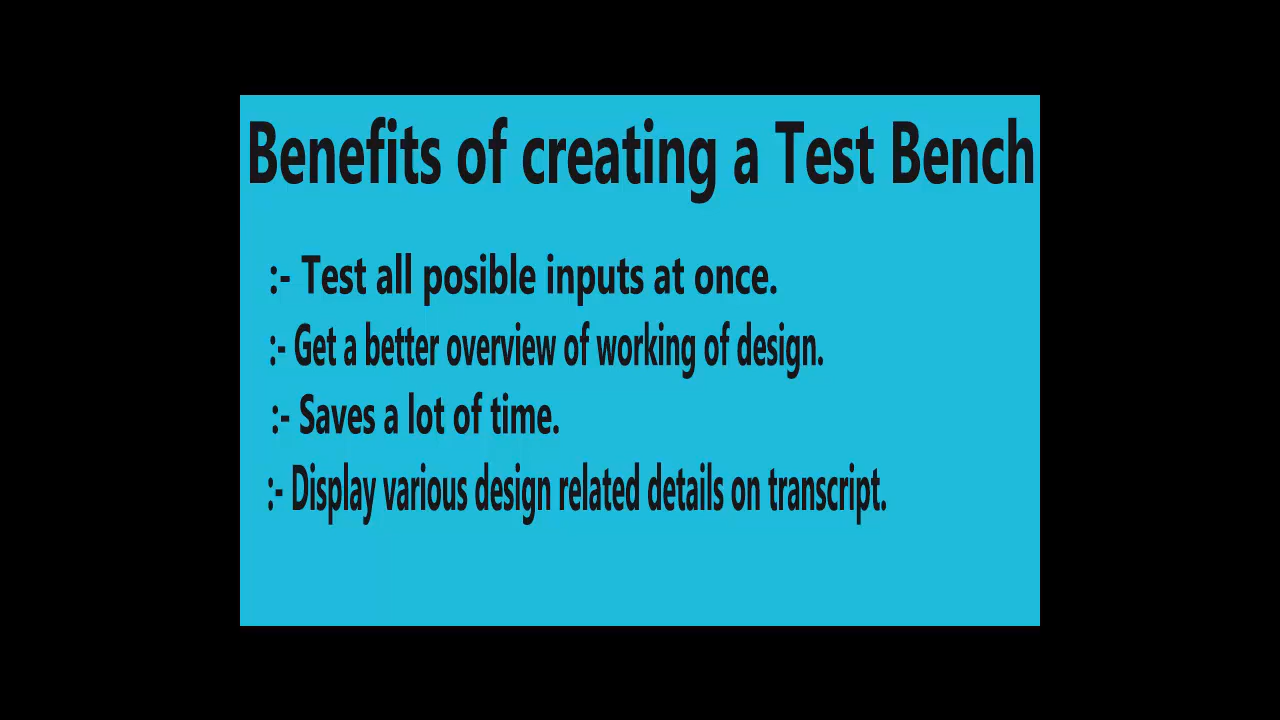 Benefits of creating a Test Bench
:- Test all posible inputs at once.
:- Get a better overview of working of design.
:- Saves a lot of time.
:- Display various design related details on transcript.